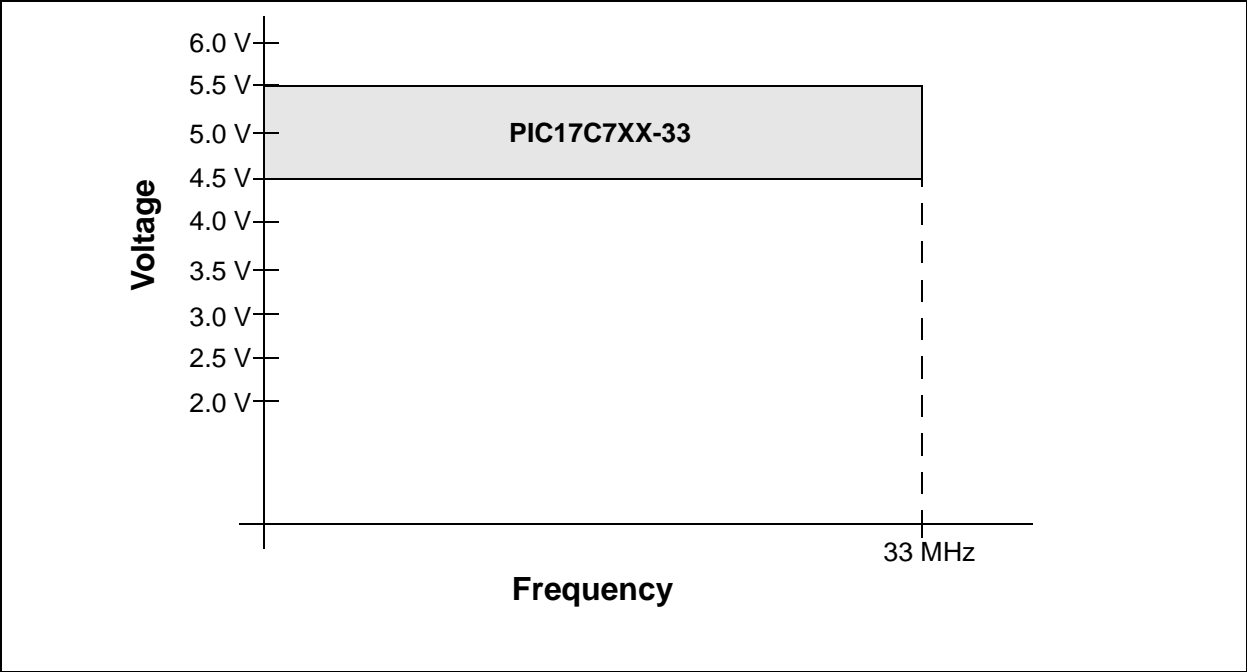 6.0 V
5.5 V
5.0 V
4.5 V
4.0 V
3.5 V
3.0 V
2.5 V
2.0 V
Voltage
PIC17C7XX-33
33 MHz
Frequency